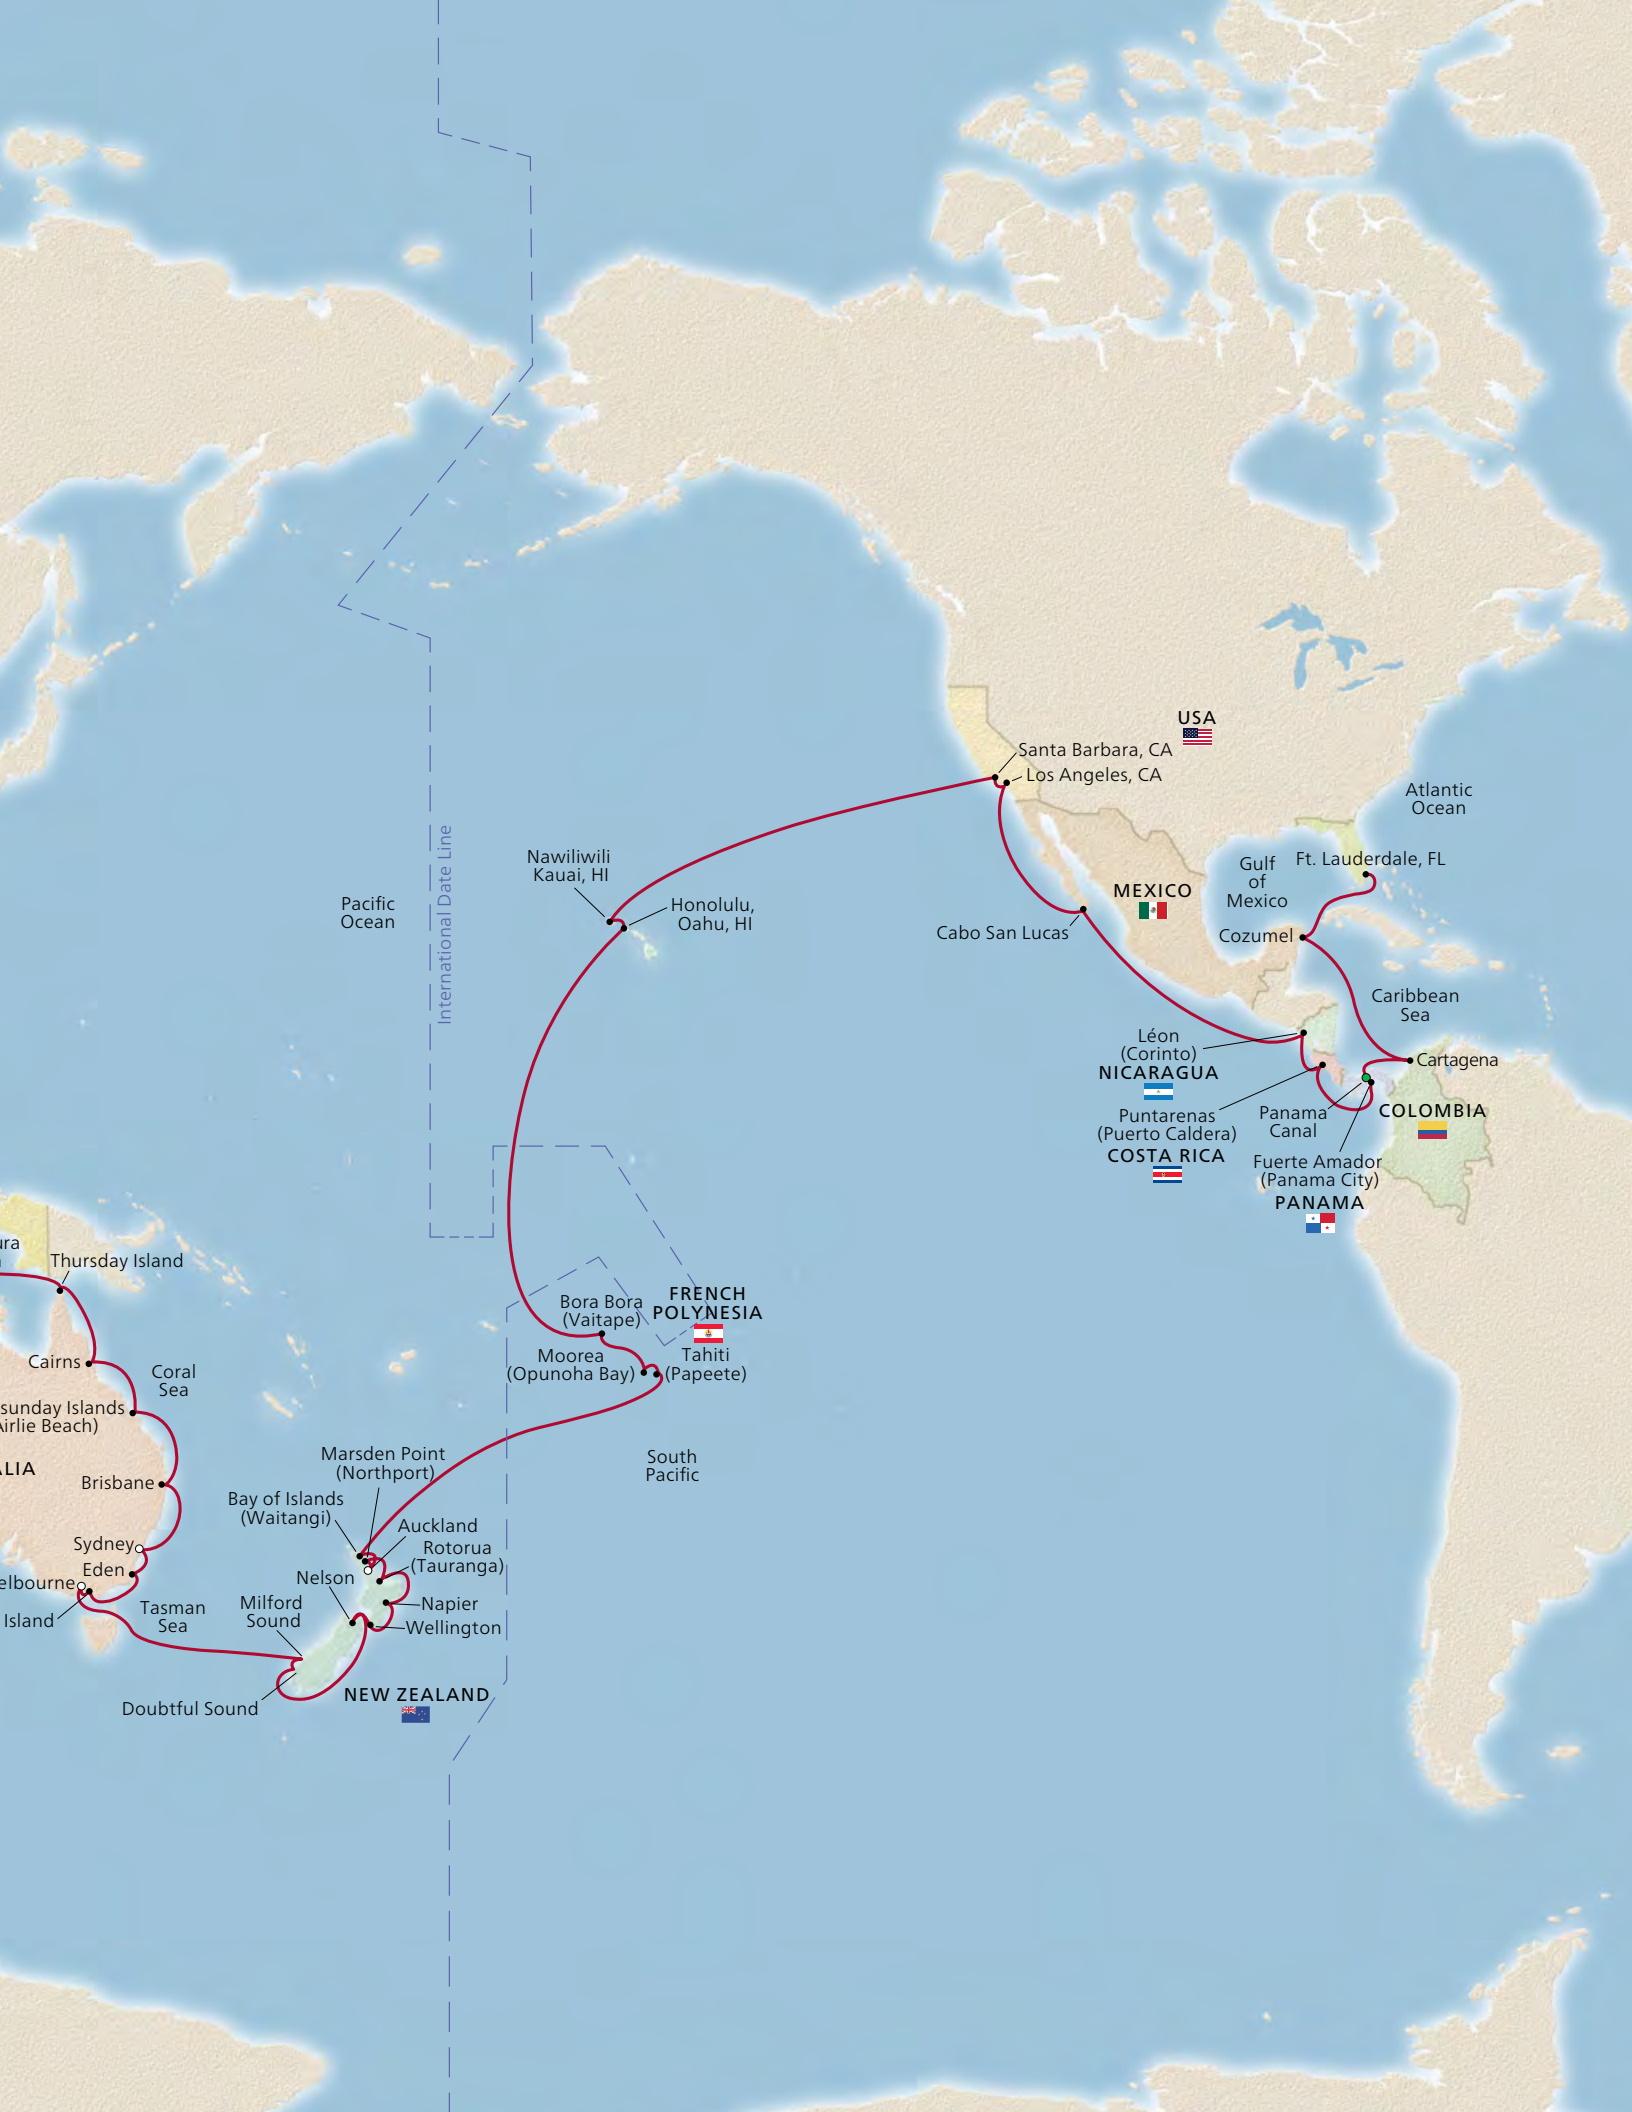 USA
Santa Barbara, CA
Los Angeles, CA
Atlantic
Ocean
International Date Line
Nawiliwili
Kauai, HI
Honolulu,
Oahu, HI
Pacific
Ocean
Gulf
of
Mexico
Ft. Lauderdale, FL
MEXICO
Cabo San Lucas
Cozumel
Caribbean
Sea
Léon
(Corinto)
NICARAGUA
Cartagena
Puntarenas
(Puerto Caldera)
COSTA RICA
Panama
Canal
COLOMBIA
Fuerte Amador
(Panama City)
PANAMA
ura
Thursday Island
FRENCH
POLYNESIA
Bora Bora
(Vaitape)
Moorea
(Opunoha Bay)
Tahiti
(Papeete)
Cairns
Coral
Sea
sunday Islands
Airlie Beach)
ALIA
Brisbane
South
Pacific
Marsden Point
(Northport)
Bay of Islands
(Waitangi)
Auckland
Rotorua
(Tauranga)
Sydney
Eden
elbourne
Island
Tasman
Sea
Nelson
Milford
Sound
Napier
Wellington
Doubtful Sound
NEW ZEALAND